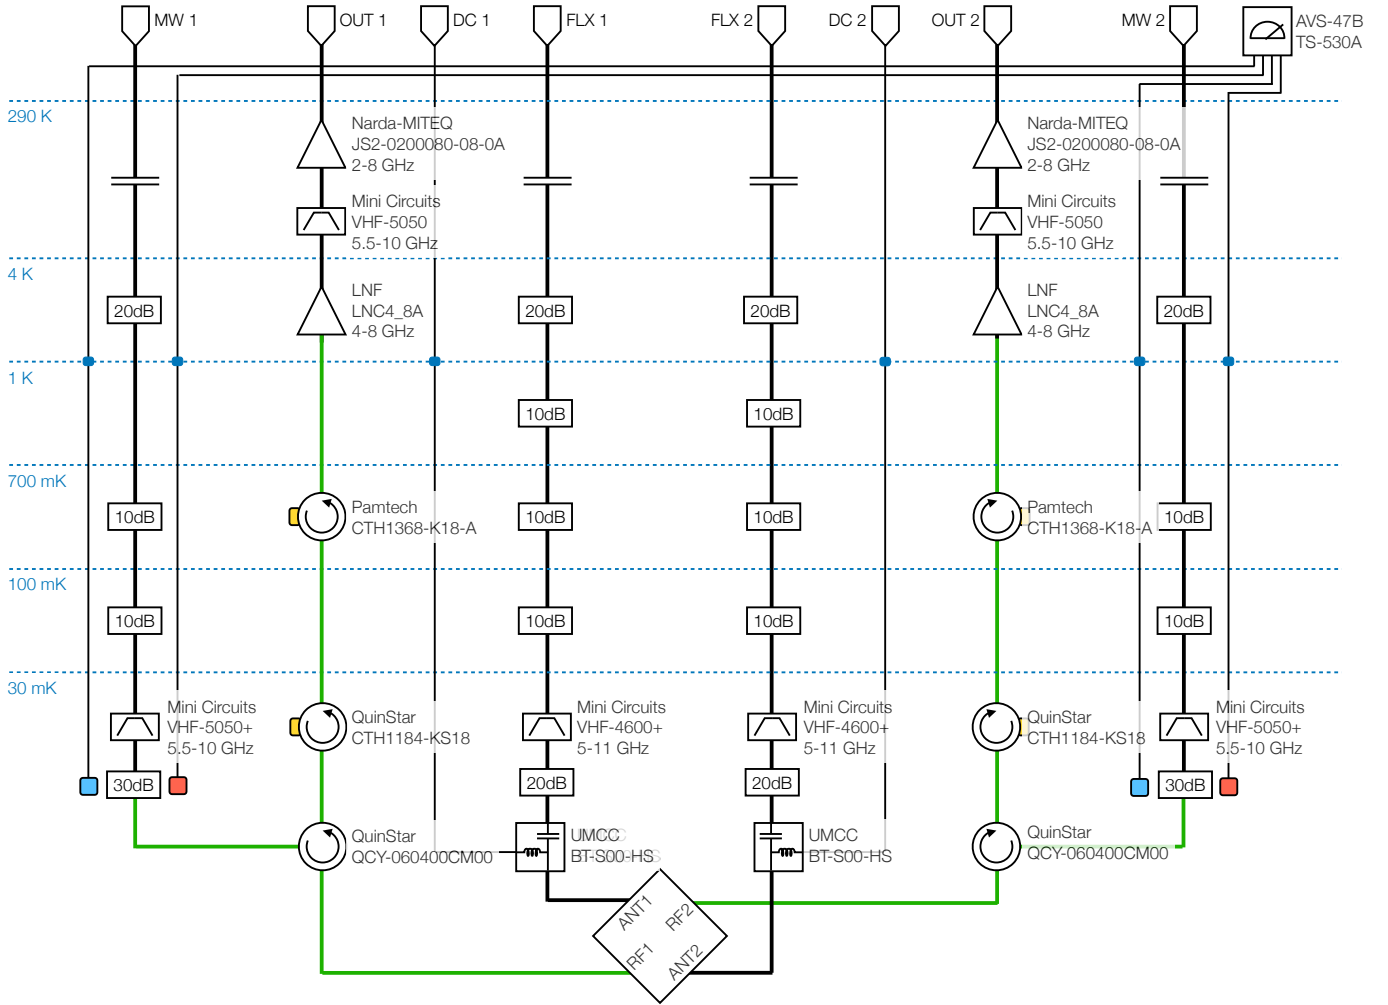 MW 1
OUT 1
DC 1
FLX 1
FLX 2
DC 2
OUT 2
MW 2
AVS-47B
TS-530A
290 K
Narda-MITEQ
JS2-0200080-08-0A
2-8 GHz
Narda-MITEQ
JS2-0200080-08-0A
2-8 GHz
Mini Circuits
VHF-5050
5.5-10 GHz
Mini Circuits
VHF-5050
5.5-10 GHz
4 K
20dB
LNF
LNC4_8A
4-8 GHz
20dB
20dB
LNF
LNC4_8A
4-8 GHz
20dB
1 K
10dB
10dB
700 mK
10dB
Pamtech
CTH1368-K18-A
10dB
10dB
Pamtech
CTH1368-K18-A
10dB
100 mK
10dB
10dB
10dB
10dB
30 mK
Mini Circuits
VHF-5050+
5.5-10 GHz
QuinStar
CTH1184-KS18
Mini Circuits
VHF-4600+
5-11 GHz
Mini Circuits
VHF-4600+
5-11 GHz
QuinStar
CTH1184-KS18
Mini Circuits
VHF-5050+
5.5-10 GHz
30dB
20dB
20dB
30dB
QuinStar
QCY-060400CM00
UMCC
BT-S00-HS
UMCC
BT-S00-HS
QuinStar
QCY-060400CM00
ANT1
RF2
RF1
ANT2